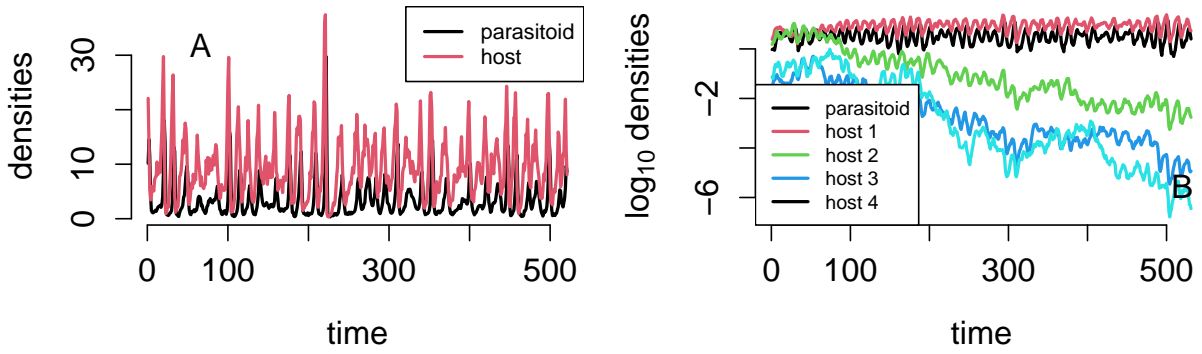 A
parasitoid
host
densities
0
10
30
0
100
300
500
time
log10 densities
-2
-6
parasitoid
host 1
host 2
host 3
host 4
B
0
100
300
500
time